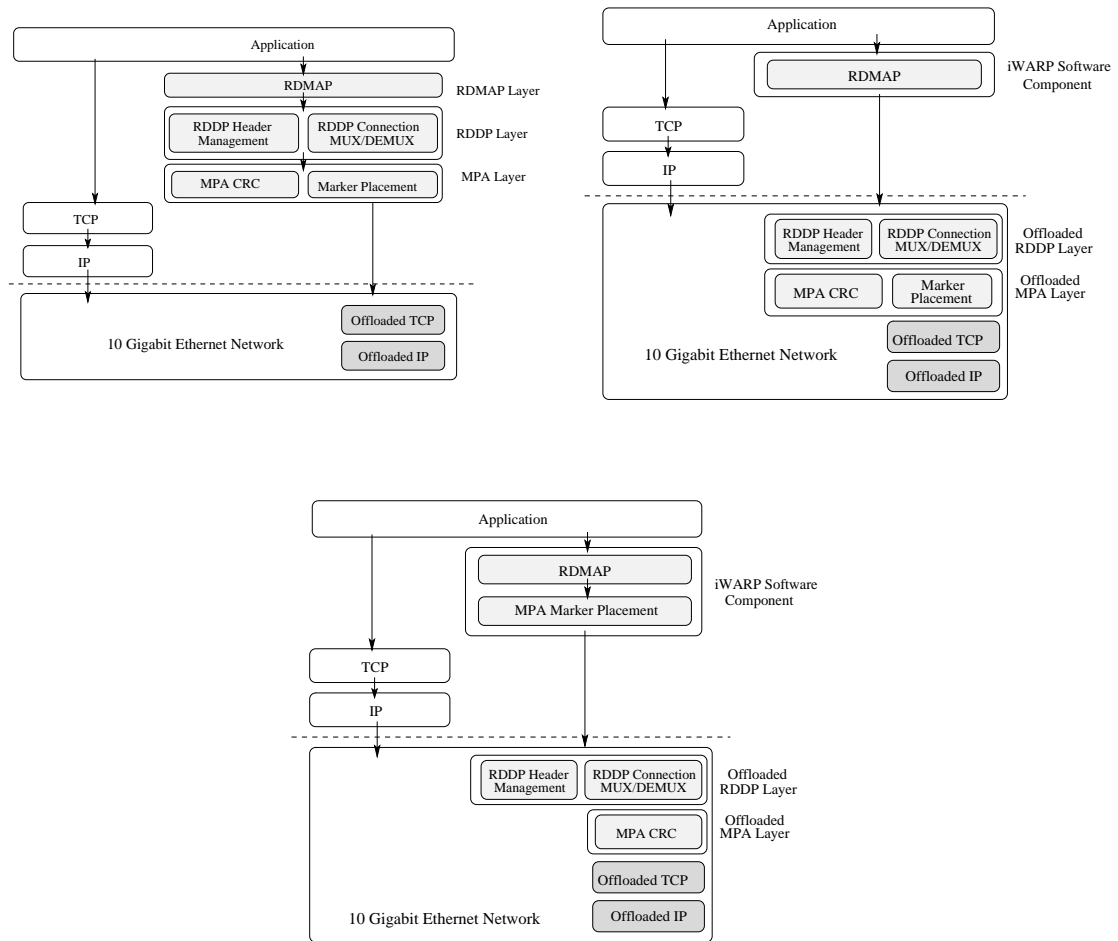 Application
RDMAP
RDMAP Layer
RDDP Header
Management
RDDP Connection
MUX/DEMUX
RDDP Layer
MPA CRC
Marker Placement
MPA Layer
TCP
IP
10 Gigabit Ethernet Network
Offloaded TCP
Offloaded IP
Application
RDMAP
iWARP Software
Component
TCP
IP
RDDP Header
Management
RDDP Connection
MUX/DEMUX
Offloaded
RDDP Layer
MPA CRC
Marker
Placement
Offloaded
MPA Layer
Offloaded TCP
10 Gigabit Ethernet Network
Offloaded IP
Application
RDMAP
MPA Marker Placement
iWARP Software
Component
TCP
IP
RDDP Header
Management
RDDP Connection
MUX/DEMUX
Offloaded
RDDP Layer
MPA CRC
Offloaded
MPA Layer
Offloaded TCP
10 Gigabit Ethernet Network
Offloaded IP